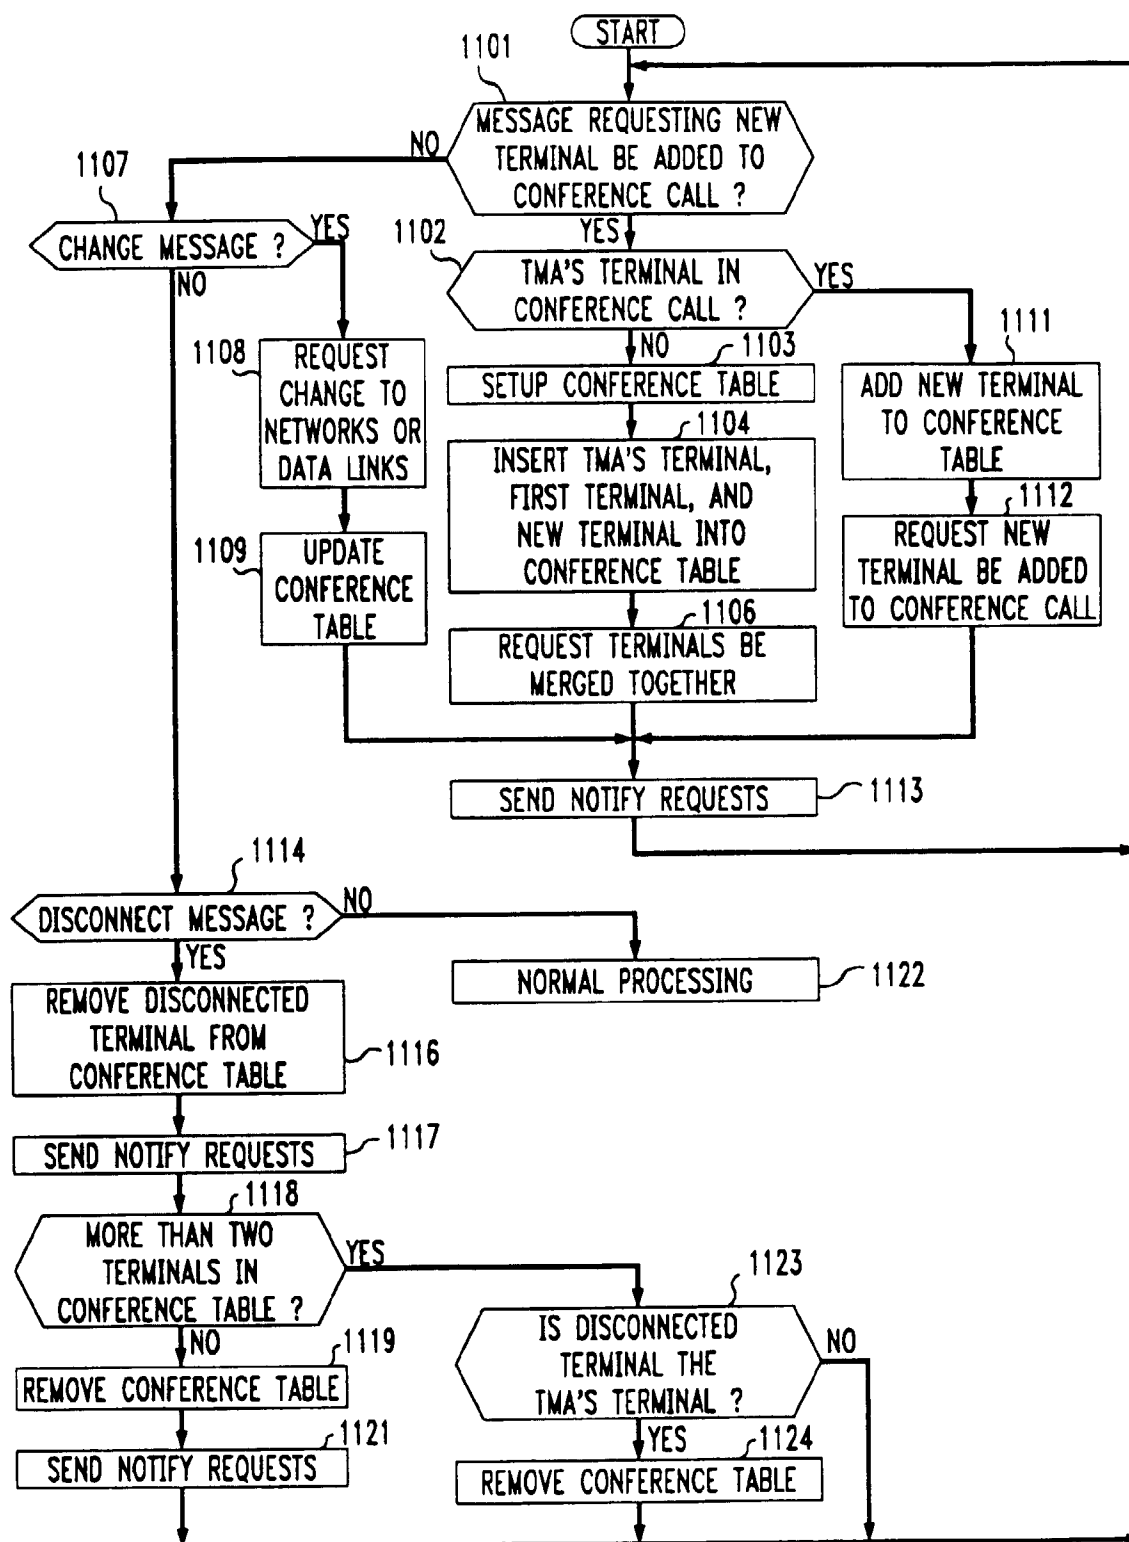 START
1101
MESSAGE REQUESTING NEW
TERMINAL BE ADDED TO
CONFERENCE CALL ?
NO
YES
1107
CHANGE MESSAGE ?
YES
NO
1102
TMA'S TERMINAL IN
CONFERENCE CALL ?
YES
NO
1108
REQUEST
CHANGE TO
NETWORKS OR
DATA LINKS
1103
SETUP CONFERENCE TABLE
1111
ADD NEW TERMINAL
TO CONFERENCE
TABLE
1104
INSERT TMA'S TERMINAL,
FIRST TERMINAL, AND
NEW TERMINAL INTO
CONFERENCE TABLE
1112
REQUEST NEW
TERMINAL BE ADDED
TO CONFERENCE CALL
1109
UPDATE
CONFERENCE
TABLE
1106
REQUEST TERMINALS BE
MERGED TOGETHER
SEND NOTIFY REQUESTS
1113
1114
DISCONNECT MESSAGE ?
NO
YES
NORMAL PROCESSING
1122
REMOVE DISCONNECTED
TERMINAL FROM
CONFERENCE TABLE
1116
SEND NOTIFY REQUESTS
1117
1118
MORE THAN TWO
TERMINALS IN
CONFERENCE TABLE ?
YES
NO
1123
IS DISCONNECTED
TERMINAL THE
TMA'S TERMINAL ?
NO
YES
1119
REMOVE CONFERENCE TABLE
1121
SEND NOTIFY REQUESTS
1124
REMOVE CONFERENCE TABLE